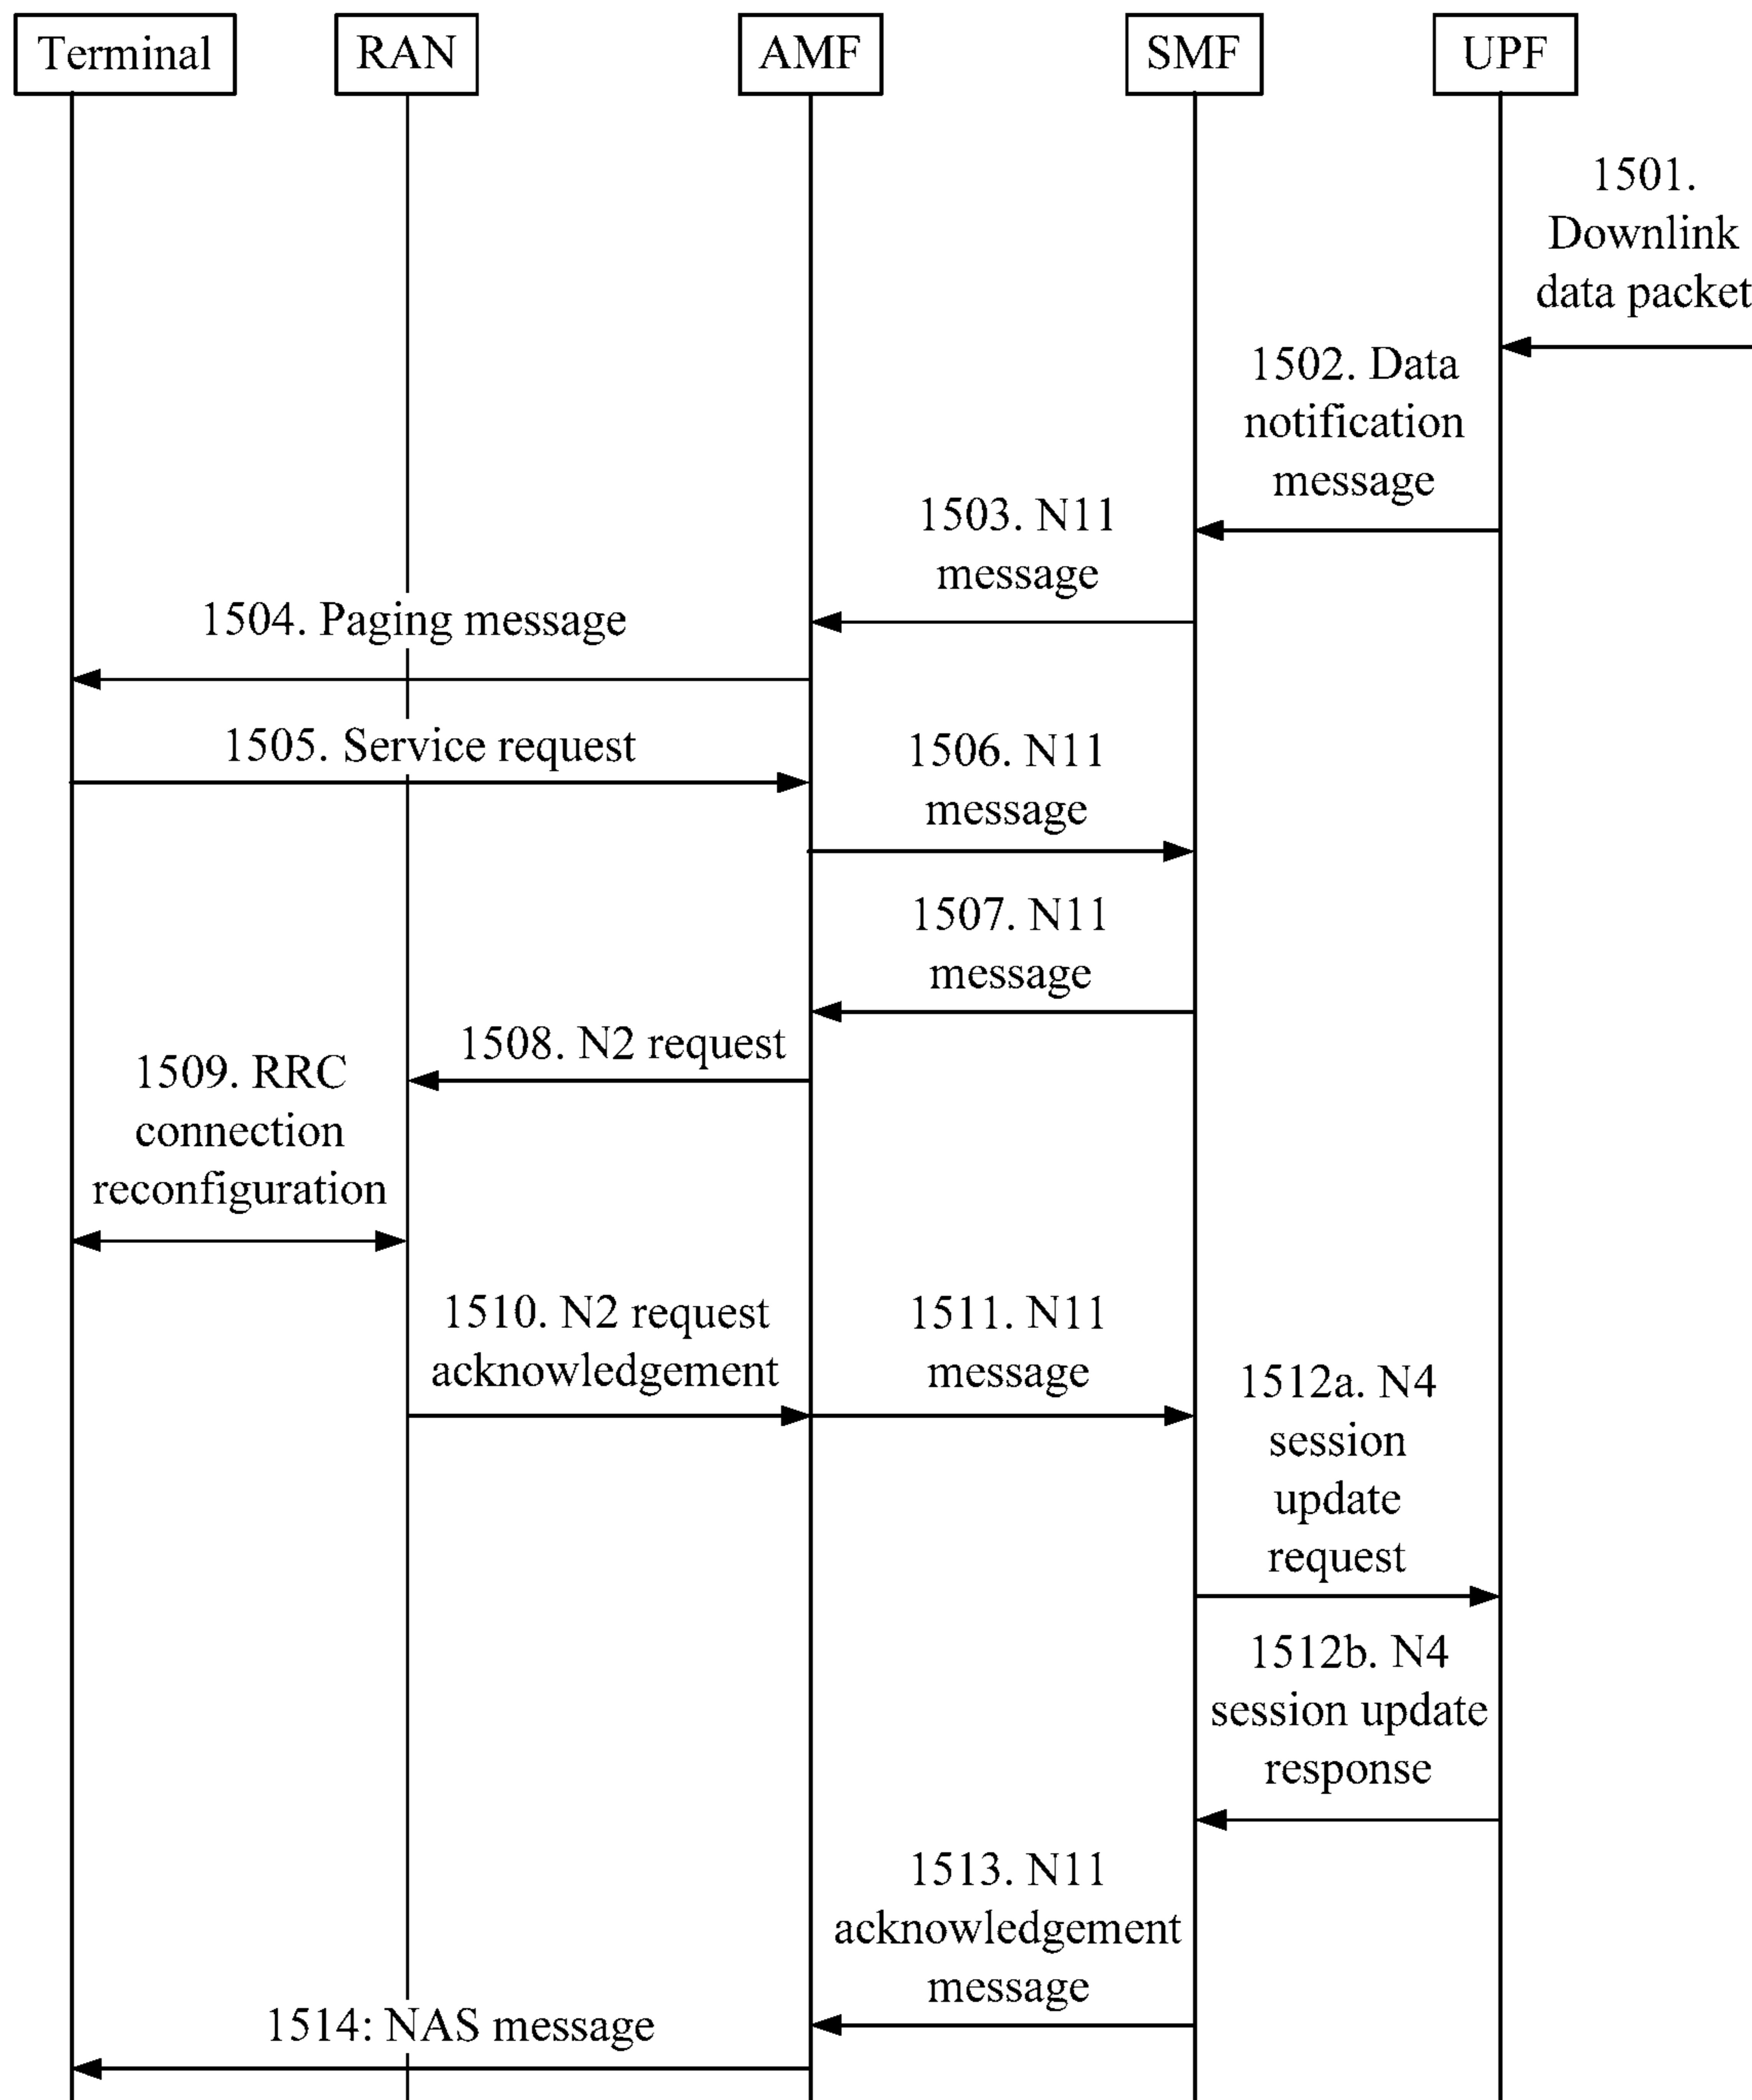 Terminal
RAN
AMF
SMF
UPF
1501.
Downlink
data packet
1502. Data
notification
message
1503. N11
message
1504. Paging message
1505. Service request
1506. N11
message
1507. N11
message
1508. N2 request
1509. RRC
connection
reconfiguration
1510. N2 request
acknowledgement
1511. N11
message
1512a. N4
session
update
request
1512b. N4
session update
response
1513. N11
acknowledgement
message
1514: NAS message